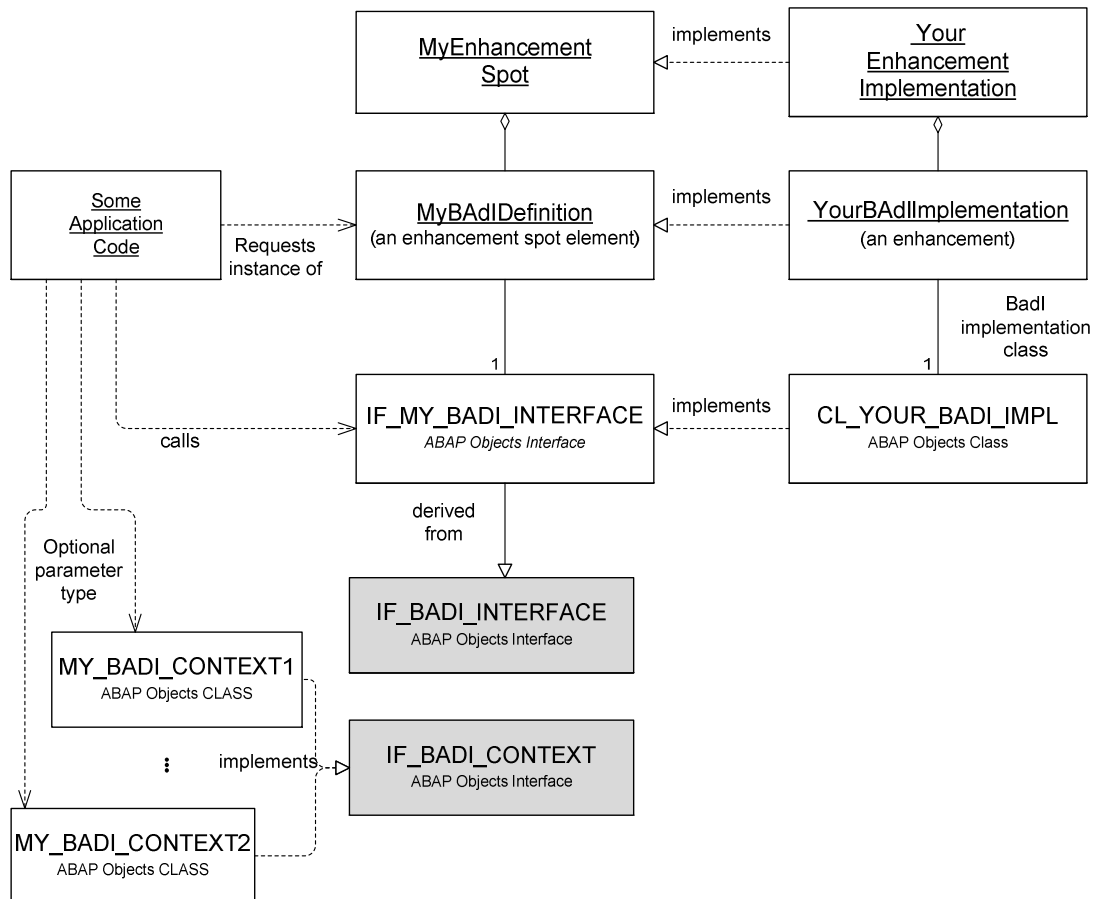 MyEnhancement
Spot
implements
Your
Enhancement
Implementation
Some
Application
Code
Requests
instance of
MyBAdIDefinition
(an enhancement spot element)
implements
YourBAdIImplementation
(an enhancement)
BadI
implementation
class
1
1
calls
IF_MY_BADI_INTERFACE
ABAP Objects Interface
implements
CL_YOUR_BADI_IMPL
ABAP Objects Class
derived
from
Optional
parameter
type
IF_BADI_INTERFACE
ABAP Objects Interface
MY_BADI_CONTEXT1
ABAP Objects CLASS
implements
IF_BADI_CONTEXT
ABAP Objects Interface
MY_BADI_CONTEXT2
ABAP Objects CLASS